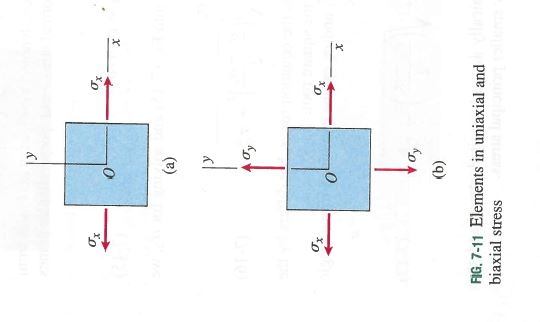 y
σx
σx
x
O
(a)
y
σy
σx
σx
x
O
σy
(b)
FIG. 7-11 Elements in uniaxial and
biaxial stress